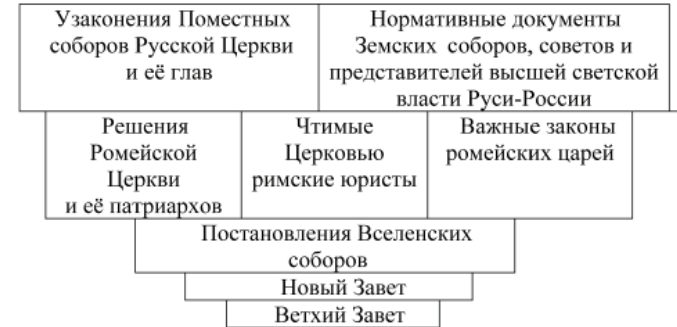 Узаконения Поместных
соборов Русской Церкви
и её глав
Нормативные документы
Земских соборов, советов и
представителей высшей светской
власти Руси-России
Решения
Ромейской
Церкви
и её патриархов
Чтимые
Церковью
римские юристы
Важные законы
ромейских царей
Постановления Вселенских
соборов
Новый Завет
Ветхий Завет